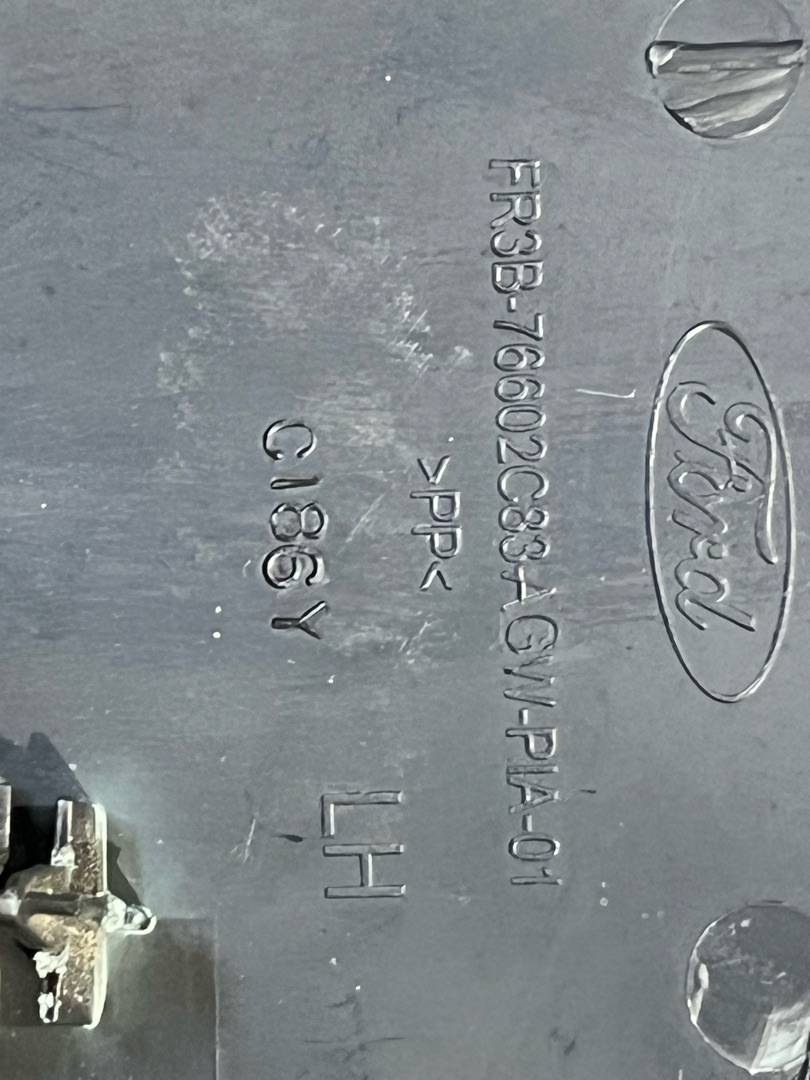 Ford
FR3B-76602C83-AGW-PIA-01
>PP<
C186Y
LH